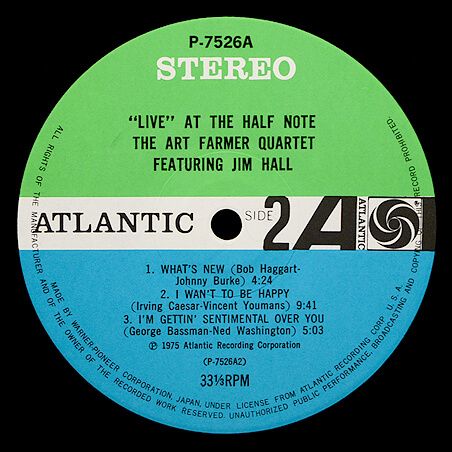 P-7526A
STEREO
"LIVE" AT THE HALF NOTE
THE ART FARMER QUARTET
FEATURING JIM HALL
ATLANTIC
SIDE 2 A
ATLANTIC
1. WHAT'S NEW (Bob Haggart-
Johnny Burke) 4:24
2. I WAN'T TO BE HAPPY
(Irving Caesar-Vincent Youmans) 9:41
3. I'M GETTIN' SENTIMENTAL OVER YOU
(George Bassman-Ned Washington) 5:03
℗ 1975 Atlantic Recording Corporation
(P-7526A2)
33⅓RPM
ALL RIGHTS OF THE MANUFACTURER AND OF THE OWNER OF THE RECORDED WORK RESERVED. UNAUTHORIZED PUBLIC PERFORMANCE, BROADCASTING AND COPYING OF THIS RECORD PROHIBITED.
MADE BY WARNER-PIONEER CORPORATION, JAPAN, UNDER LICENSE FROM ATLANTIC RECORDING CORP. U.S.A.